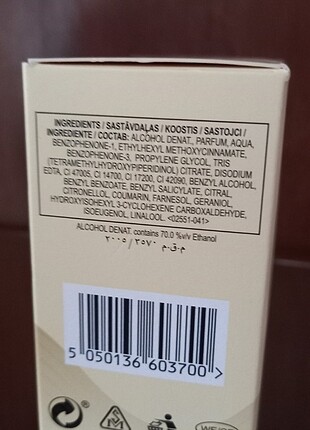 INGREDIENTS / SASTĀVDAĻAS / KOOSTIS / SASTOJCI /
INGREDIENTE / СОСТАВ: ALCOHOL DENAT., PARFUM, AQUA,
BENZOPHENONE-1, ETHYLHEXYL METHOXYCINNAMATE,
BENZOPHENONE-3, PROPYLENE GLYCOL, TRIS
(TETRAMETHYLHYDROXYPIPERIDINOL) CITRATE, DISODIUM
EDTA, CI 47005, CI 14700, CI 17200, CI 42090, BENZYL ALCOHOL,
BENZYL BENZOATE, BENZYL SALICYLATE, CITRAL,
CITRONELLOL, COUMARIN, FARNESOL, GERANIOL,
HYDROXYISOHEXYL 3-CYCLOHEXENE CARBOXALDEHYDE,
ISOEUGENOL, LINALOOL. <02551-041>
ALCOHOL DENAT. contains 70.0 %v/v Ethanol
م.ق.م. ٣٥٧٠ / ٢٠٠٥
5 050136 603700 >